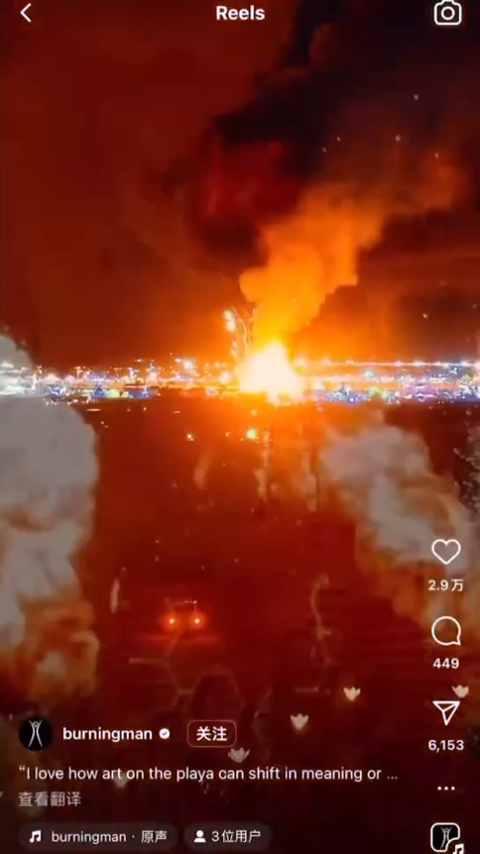 Reels
2.9万
449
6,153
burningman 关注
“I love how art on the playa can shift in meaning or ...
查看翻译
burningman · 原声 3位用户